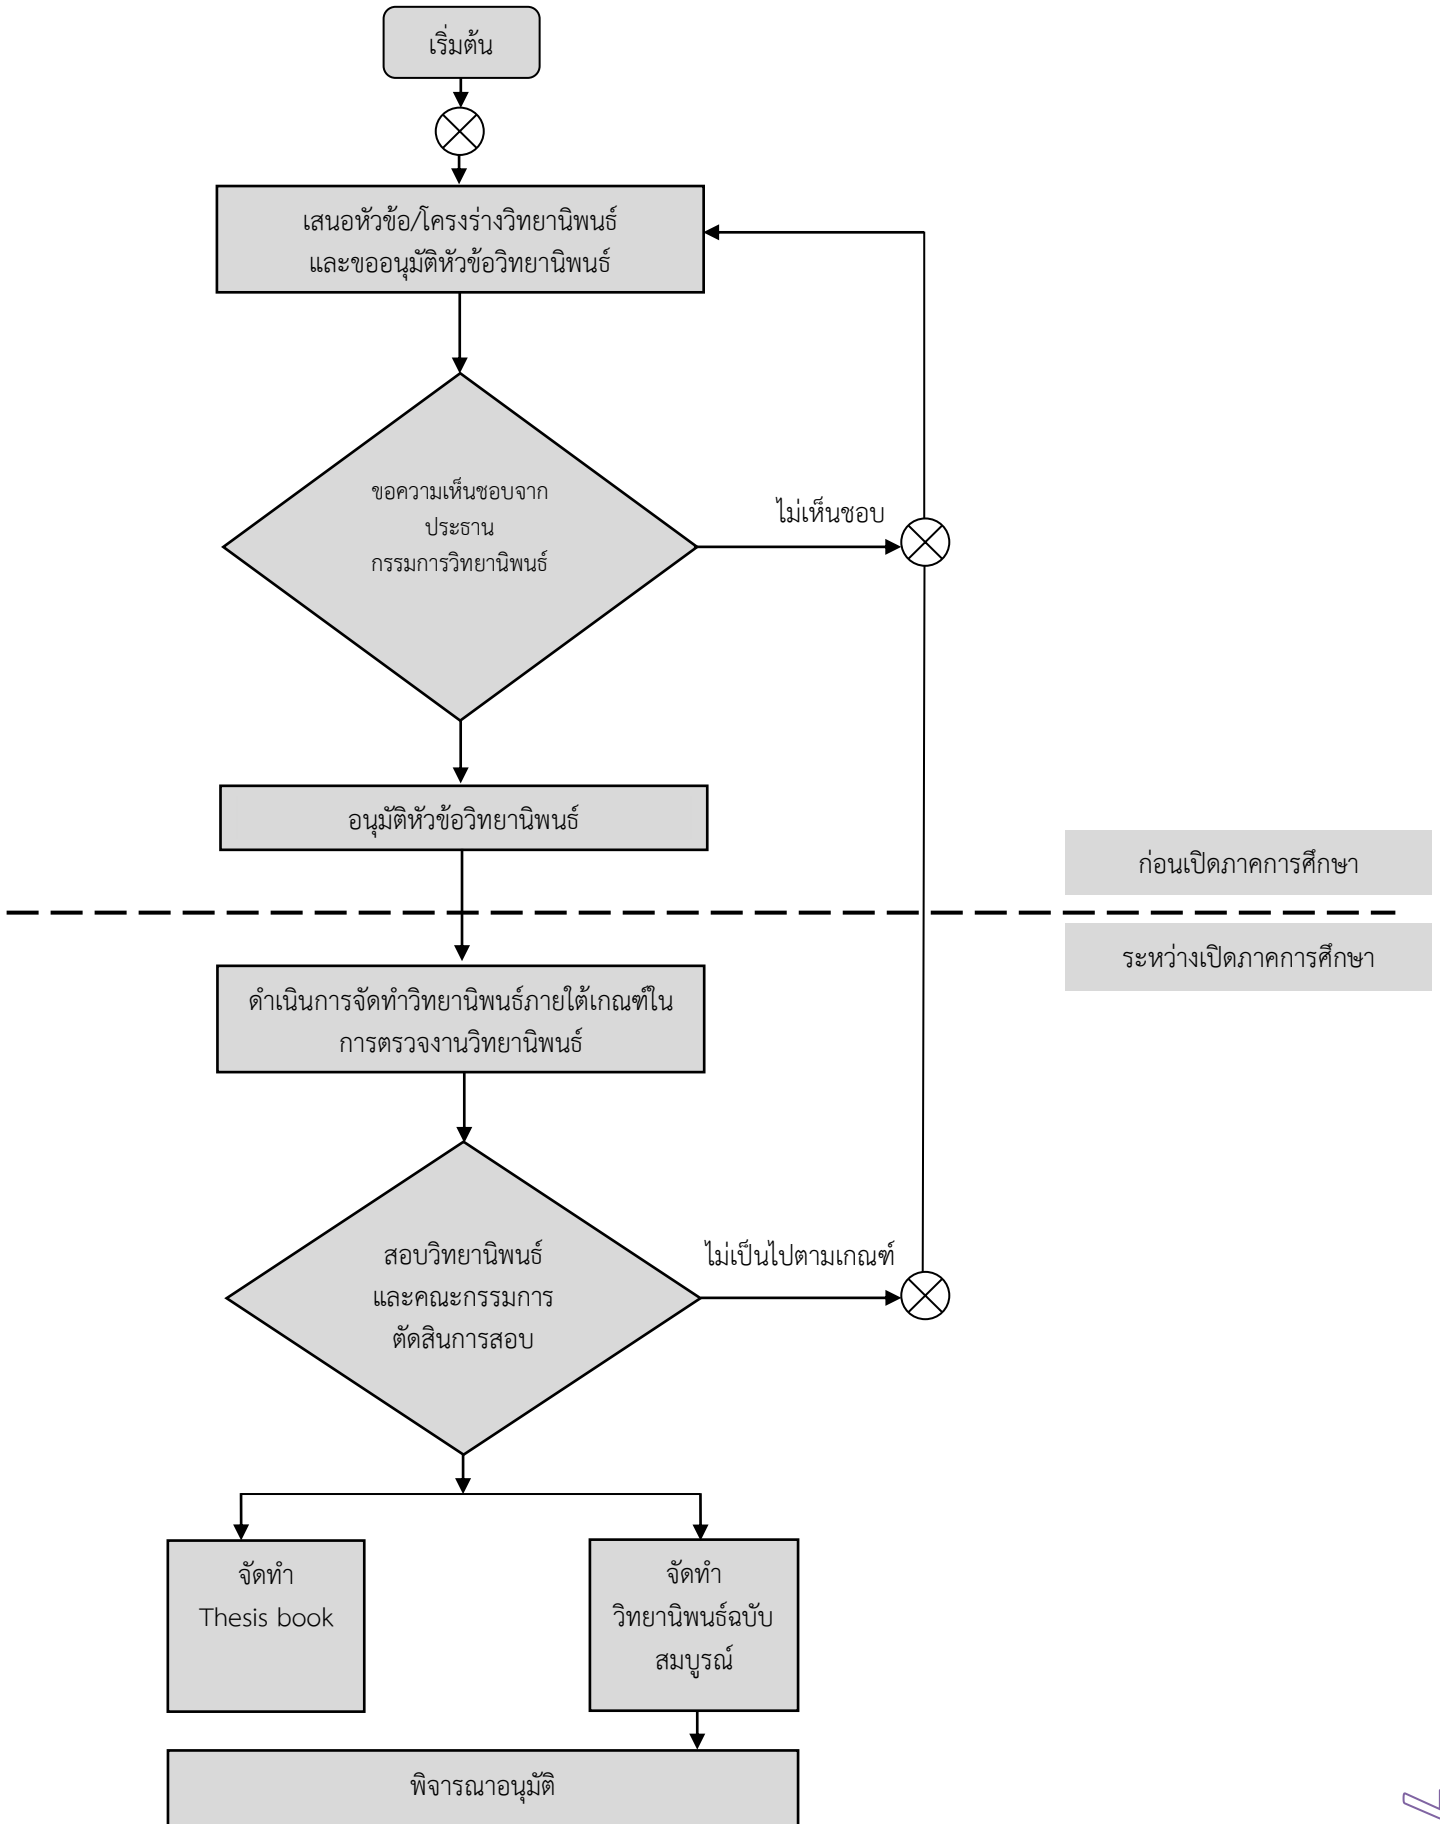 เริ่มต้น
เสนอหัวข้อ/โครงร่างวิทยานิพนธ์
และขออนุมัติหัวข้อวิทยานิพนธ์
ขอความเห็นชอบจาก
ประธาน
กรรมการวิทยานิพนธ์
ไม่เห็นชอบ
อนุมัติหัวข้อวิทยานิพนธ์
ก่อนเปิดภาคการศึกษา
ระหว่างเปิดภาคการศึกษา
ดำเนินการจัดทำวิทยานิพนธ์ภายใต้เกณฑ์ใน
การตรวจงานวิทยานิพนธ์
สอบวิทยานิพนธ์
และคณะกรรมการ
ตัดสินการสอบ
ไม่เป็นไปตามเกณฑ์
จัดทำ
Thesis book
จัดทำ
วิทยานิพนธ์ฉบับ
สมบูรณ์
พิจารณาอนุมัติ